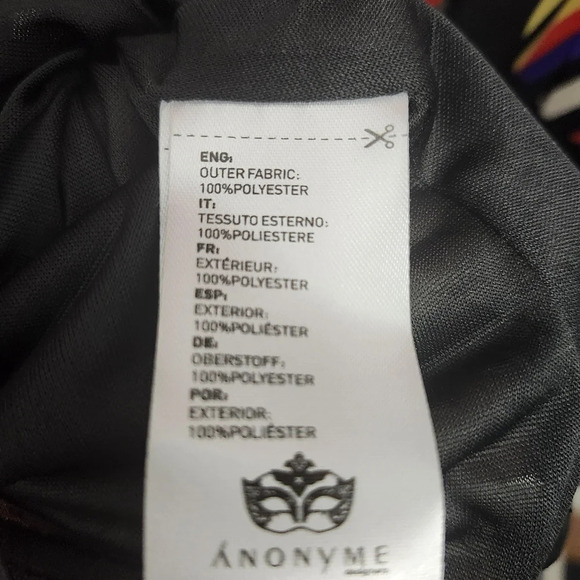 ENG:
OUTER FABRIC:
100%POLYESTER
IT:
TESSUTO ESTERNO:
100%POLIESTERE
FR:
EXTÉRIEUR:
100%POLYESTER
ESP:
EXTERIOR:
100%POLIÉSTER
DE:
OBERSTOFF:
100%POLYESTER
POR:
EXTERIOR:
100%POLIÉSTER
ÁNONYME
designers